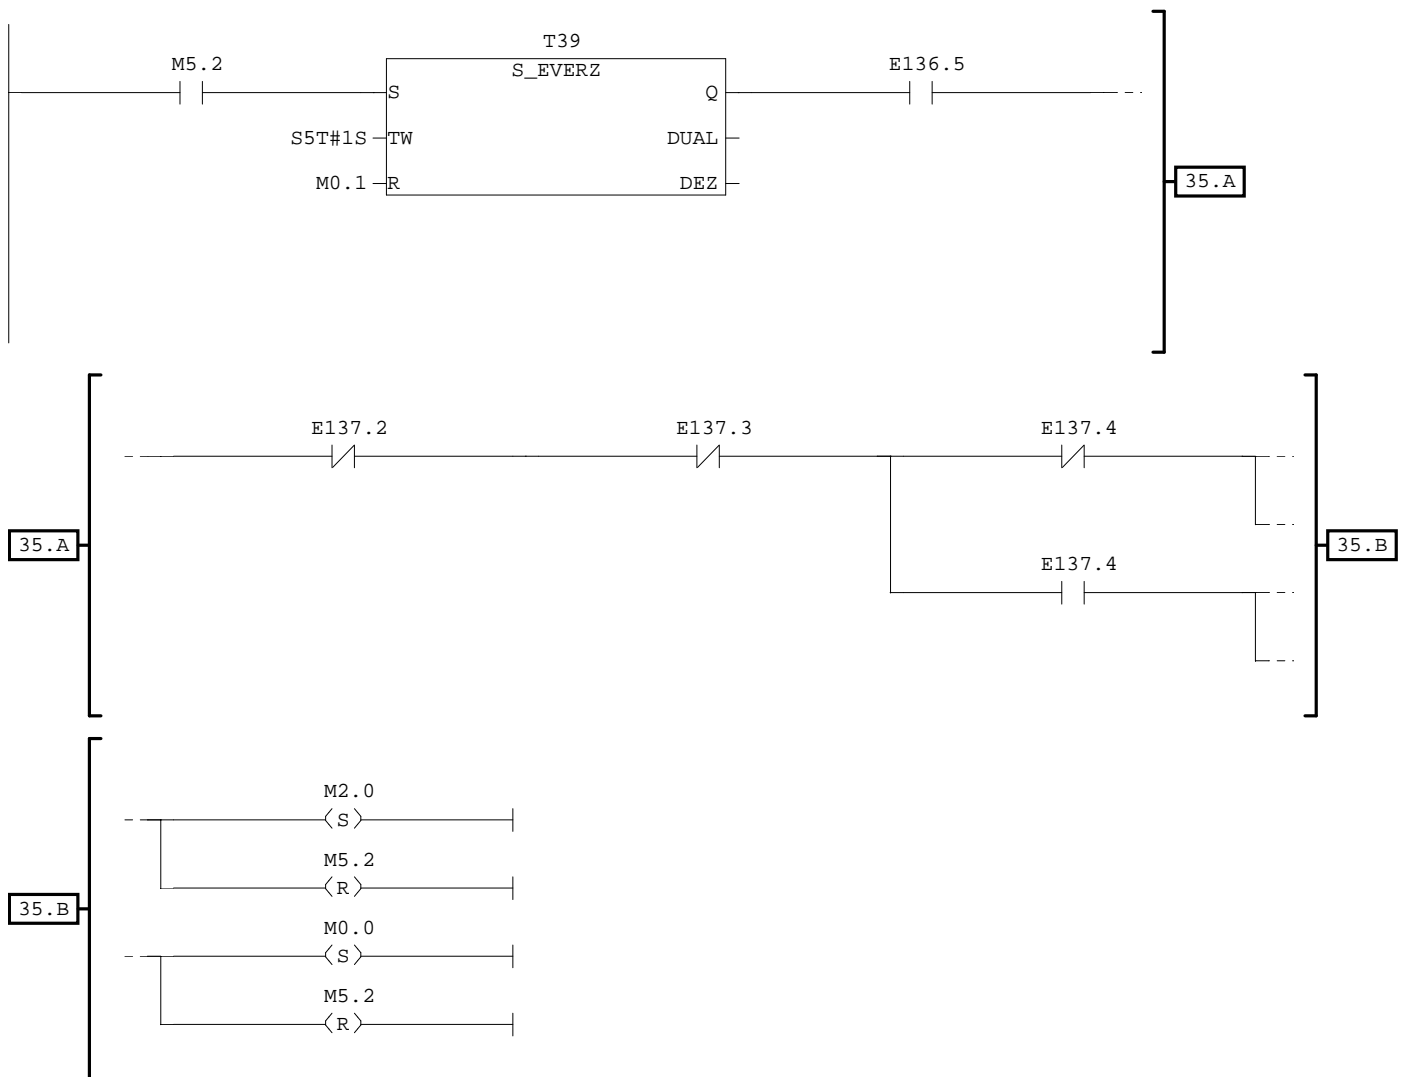 T39
M5.2
S_EVERZ
E136.5
S
Q
S5T#1S
TW
DUAL
M0.1
R
DEZ
35.A
E137.2
E137.3
E137.4
35.A
35.B
E137.4
M2.0
S
M5.2
R
35.B
M0.0
S
M5.2
R